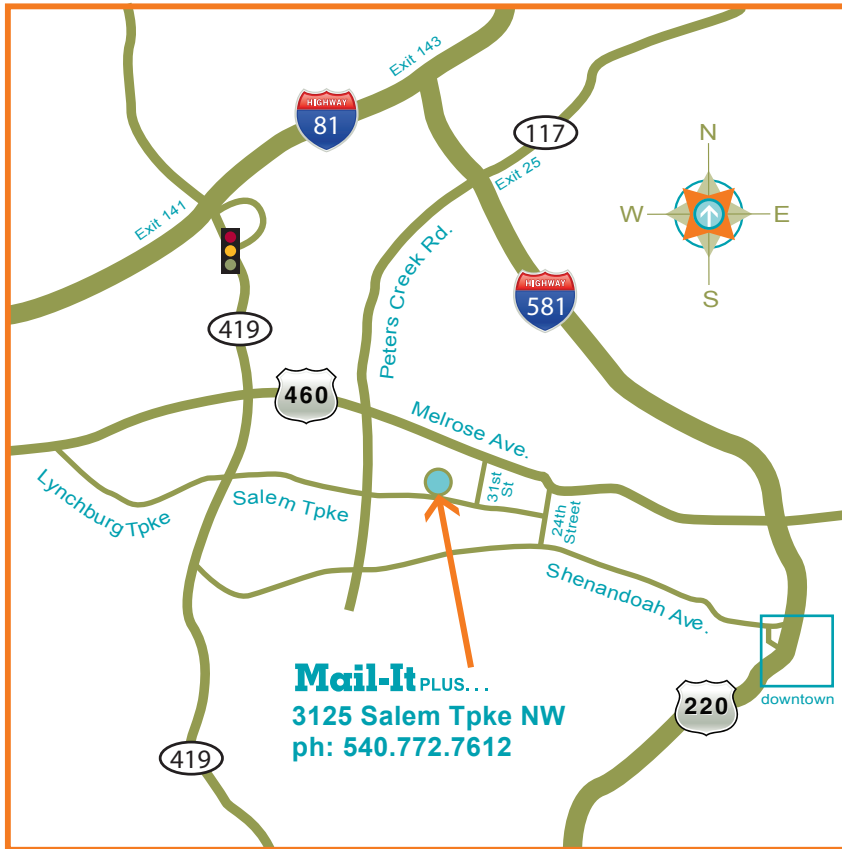 Exit 143
HIGHWAY
81
117
N
Exit 25
W
E
Exit 141
S
Peters Creek Rd.
HIGHWAY
581
419
460
Melrose Ave.
31st
St
Lynchburg Tpke
Salem Tpke
24th
Street
Shenandoah Ave.
Mail-It PLUS...
3125 Salem Tpke NW
ph: 540.772.7612
220
downtown
419